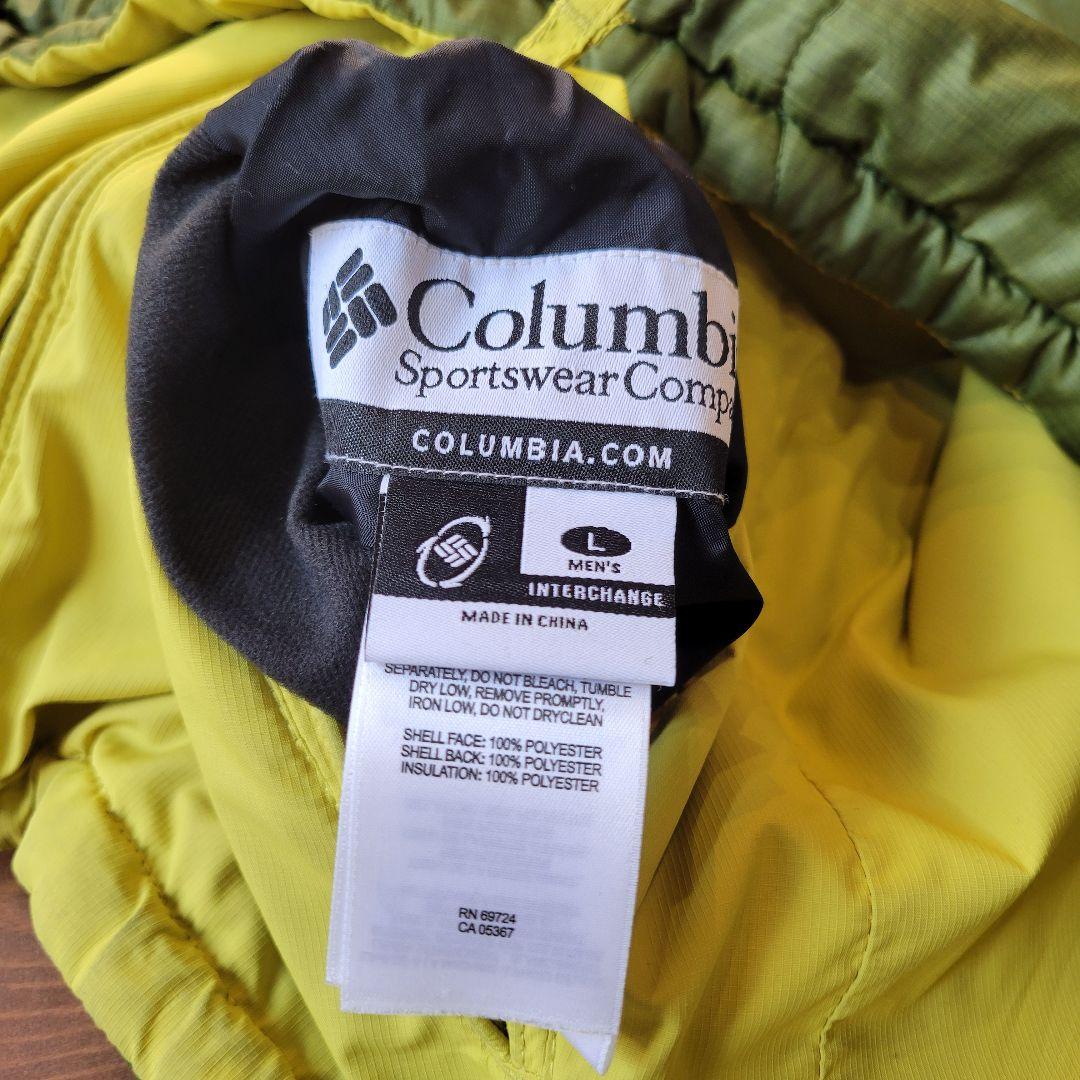 Columbi
Sportswear Compa
COLUMBIA.COM
L
MEN'S
INTERCHANGE
MADE IN CHINA
SEPARATELY, DO NOT BLEACH, TUMBLE
DRY LOW, REMOVE PROMPTLY,
IRON LOW, DO NOT DRYCLEAN
SHELL FACE: 100% POLYESTER
SHELL BACK: 100% POLYESTER
INSULATION: 100% POLYESTER
RN 69724
CA 05367